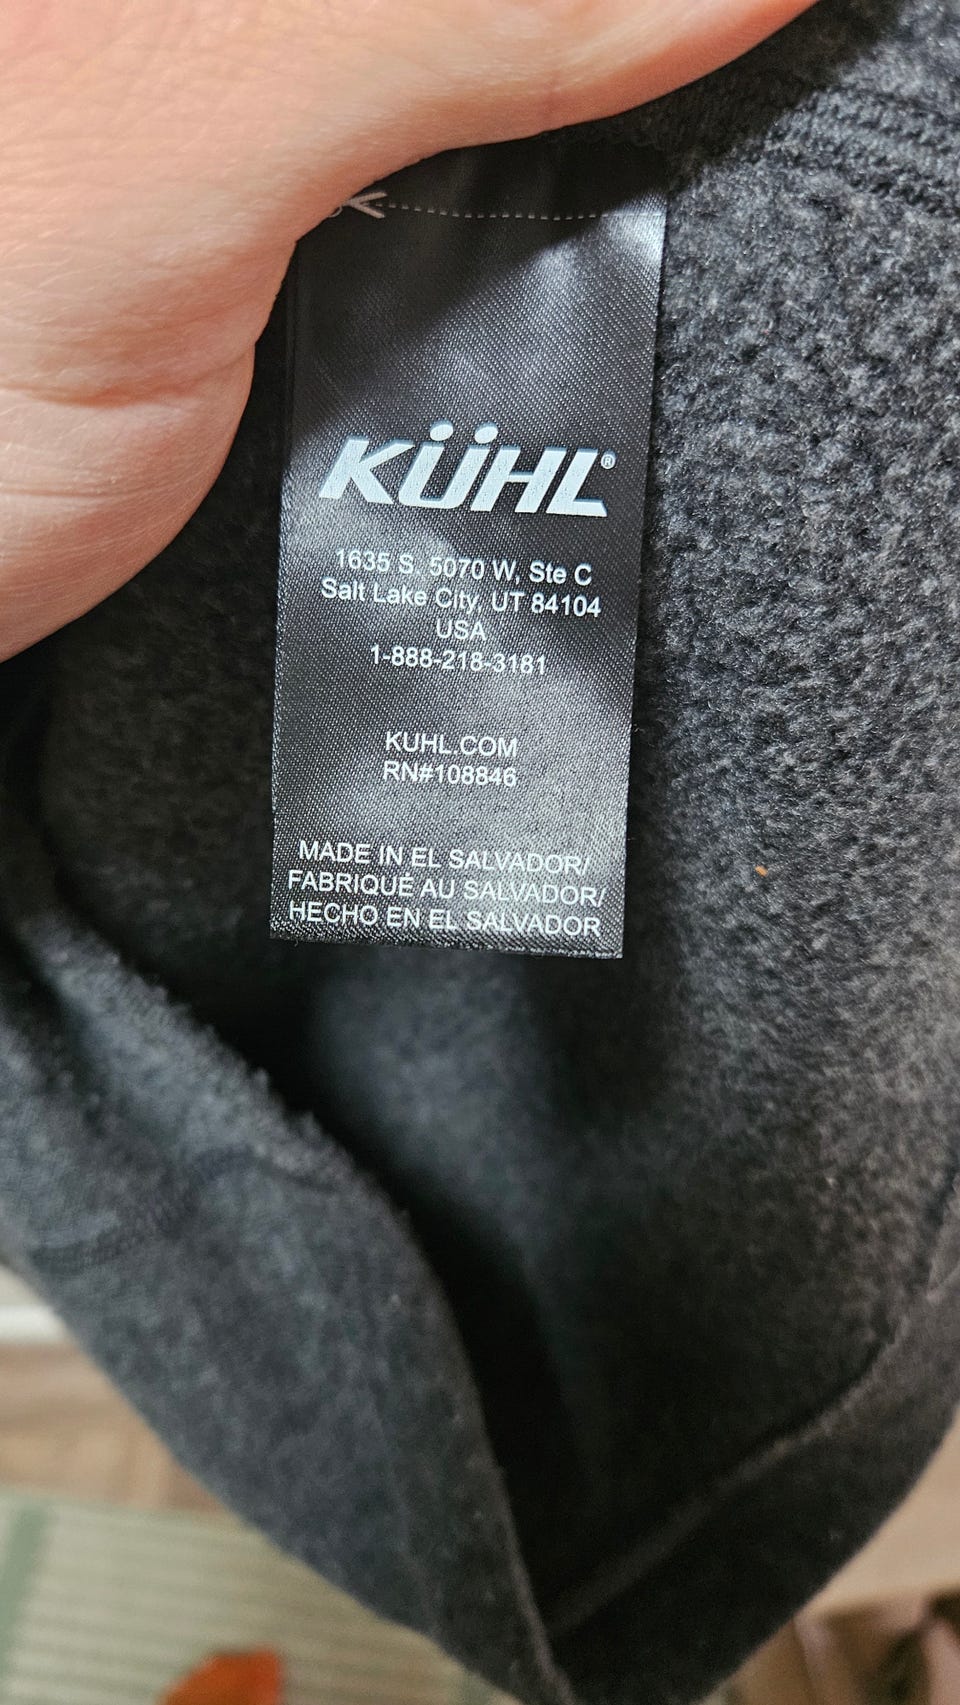 KÜHL®
1635 S. 5070 W, Ste C
Salt Lake City, UT 84104
USA
1-888-218-3181
KUHL.COM
RN#108846
MADE IN EL SALVADOR/
FABRIQUÉ AU SALVADOR/
HECHO EN EL SALVADOR